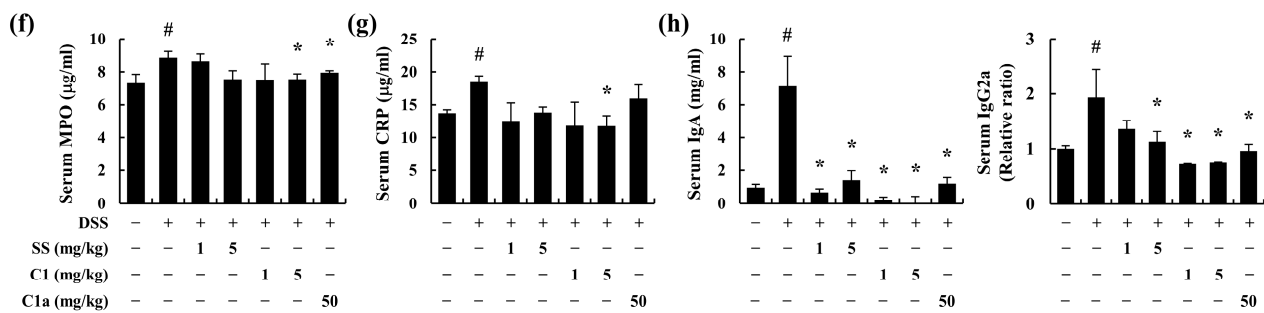 (f) (g) (h)
Serum MPO (μg/ml)
10
8
6
4
2
0
# * *
Serum CRP (μg/ml)
25
20
15
10
5
0
# *
Serum IgA (mg/ml)
10
8
6
4
2
0
# * * * * *
Serum IgG2a
(Relative ratio)
3
2
1
0
# * * * *
DSS – + + + + + + – + + + + + + – + + + + + + – + + + + + +
SS (mg/kg) – – 1 5 – – – – – 1 5 – – – – – 1 5 – – – – – 1 5 – – –
C1 (mg/kg) – – – – 1 5 – – – – – 1 5 – – – – – 1 5 – – – – – 1 5 –
C1a (mg/kg) – – – – – – 50 – – – – – – 50 – – – – – – 50 – – – – – – 50